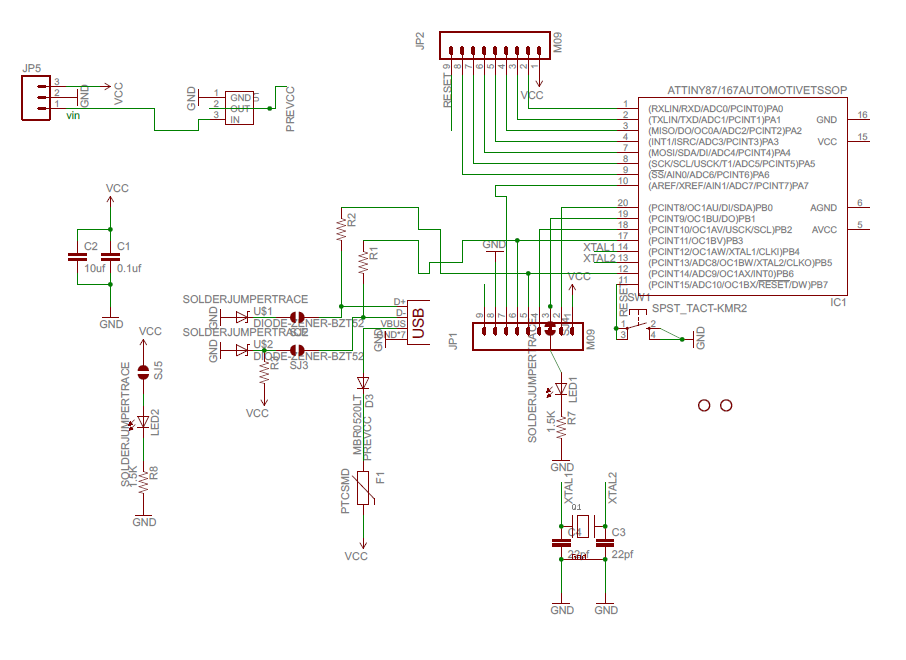 JP2
M09
9
8
7
6
5
4
3
2
1
RESET
VCC
JP5
3
2
1
GND
VCC
vin
GND
1
2
3
GND
OUT
IN
PREVCC
ATTINY87/167AUTOMOTIVETSSOP
1 (RXLIN/RXD/ADC0/PCINT0)PA0
2 (TXLIN/TXD/ADC1/PCINT1)PA1 GND 16
3 (MISO/DO/OC0A/ADC2/PCINT2)PA2
4 (INT1/ISRC/ADC3/PCINT3)PA3 VCC 15
7 (MOSI/SDA/DI/ADC4/PCINT4)PA4
8 (SCK/SCL/USCK/T1/ADC5/PCINT5)PA5
9 (SS/AIN0/ADC6/PCINT6)PA6
10 (AREF/XREF/AIN1/ADC7/PCINT7)PA7
20 (PCINT8/OC1AU/DI/SDA)PB0 AGND 6
19 (PCINT9/OC1BU/DO)PB1
18 (PCINT10/OC1AV/USCK/SCL)PB2 AVCC 5
17 (PCINT11/OC1BV)PB3
XTAL1 14 (PCINT12/OC1AW/XTAL1/CLKI)PB4
XTAL2 13 (PCINT13/ADC8/OC1BW/XTAL2/CLKO)PB5
12 (PCINT14/ADC9/OC1AX/INT0)PB6
11 (PCINT15/ADC10/OC1BX/RESET/DW)PB7
IC1
VCC
C2
C1
10uf
0.1uf
GND
R2
R1
GND
VCC
RESET
SW1
SPST_TACT-KMR2
1
2
3
4
GND
SOLDERJUMPERTRACE
GND
U$1
DIODE-ZENER-BZT52
SOLDERJUMPERTRACE
GND
U$2
DIODE-ZENER-BZT52
SJ3
R3
VCC
D+
D-
VBUS
GND*7
USB
GND
JP1
9
8
7
6
5
M09
SOLDERJUMPERTRACE
LED1
R7
1.5K
GND
VCC
SJ5
SOLDERJUMPERTRACE
LED2
R8
1.5K
GND
D3
MBR0520LT
PREVCC
F1
PTCSMD
VCC
XTAL1
XTAL2
Q1
C4
C3
22pf
22pf
GND
GND